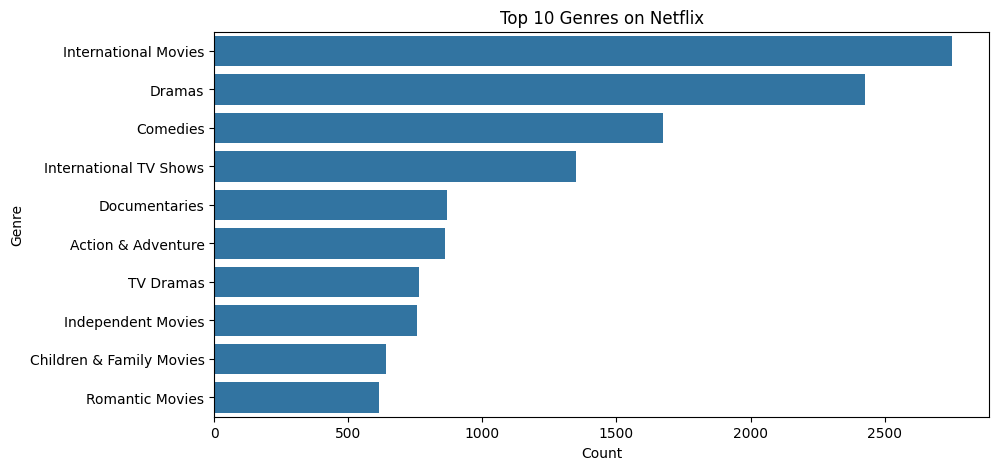 Top 10 Genres on Netflix
International Movies
Dramas
Comedies
International TV Shows
Documentaries
Action & Adventure
TV Dramas
Independent Movies
Children & Family Movies
Romantic Movies
Genre
0 500 1000 1500 2000 2500
Count